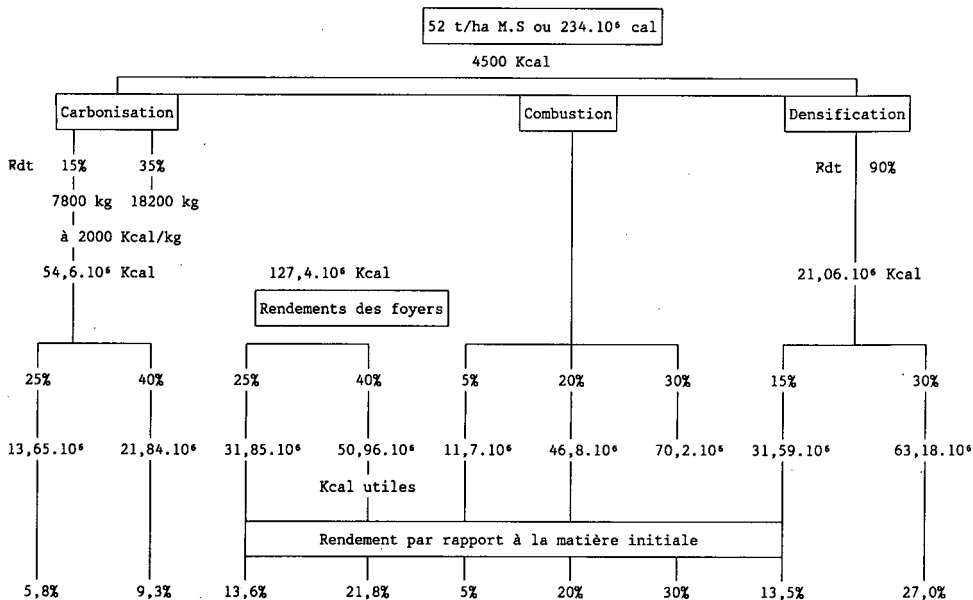 52 t/ha M.S ou 234.10⁶ cal
4500 Kcal
Carbonisation Combustion Densification
Rdt 15% 35% Rdt 90%
7800 kg 18200 kg
à 2000 Kcal/kg
54,6.10⁶ Kcal 127,4.10⁶ Kcal 21,06.10⁶ Kcal
Rendements des foyers
25% 40% 25% 40% 5% 20% 30% 15% 30%
13,65.10⁶ 21,84.10⁶ 31,85.10⁶ 50,96.10⁶ 11,7.10⁶ 46,8.10⁶ 70,2.10⁶ 31,59.10⁶ 63,18.10⁶
Kcal utiles
Rendement par rapport à la matière initiale
5,8% 9,3% 13,6% 21,8% 5% 20% 30% 13,5% 27,0%